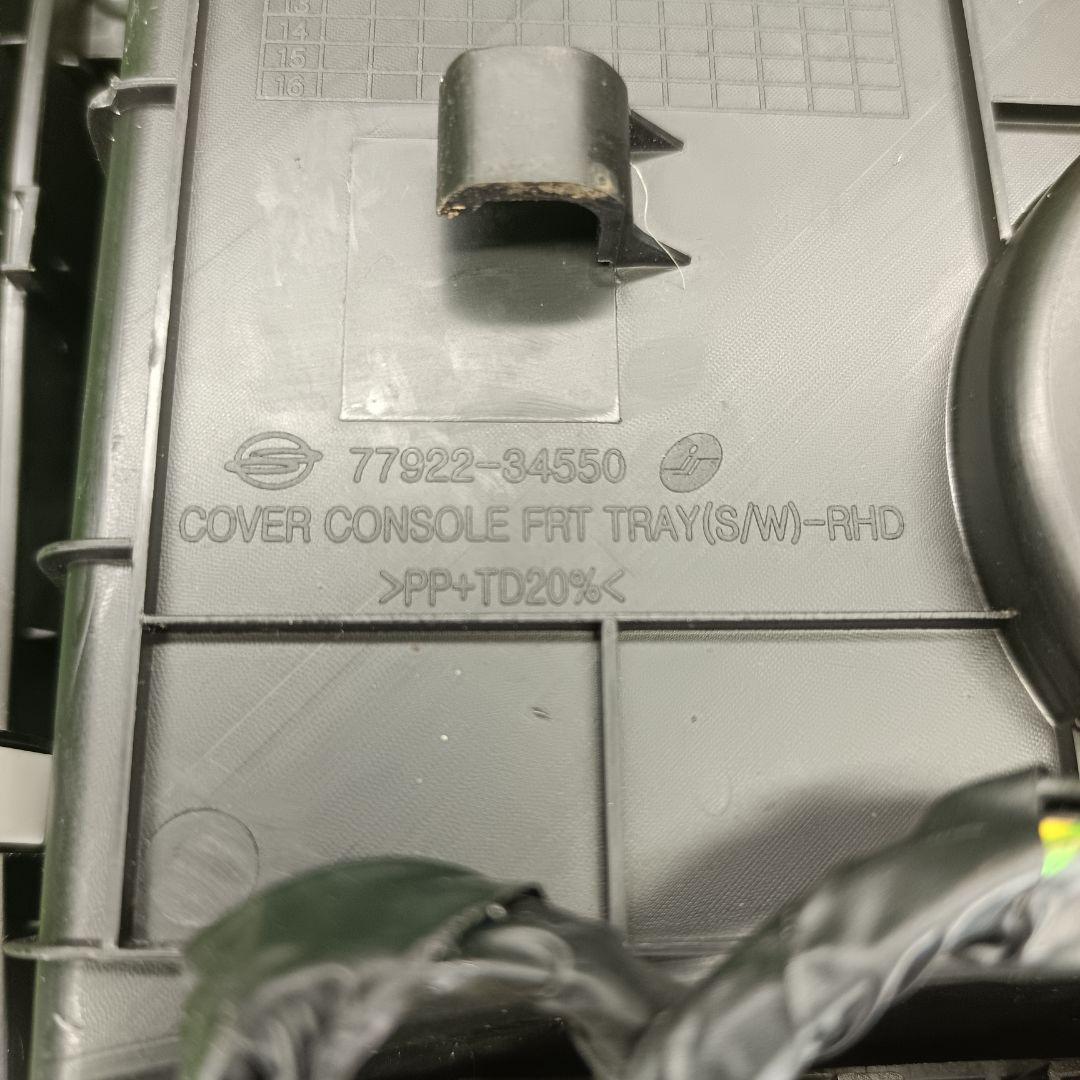 13
14
15
16
77922-34550
COVER CONSOLE FRT TRAY(S/W)-RHD
>PP+TD20%<